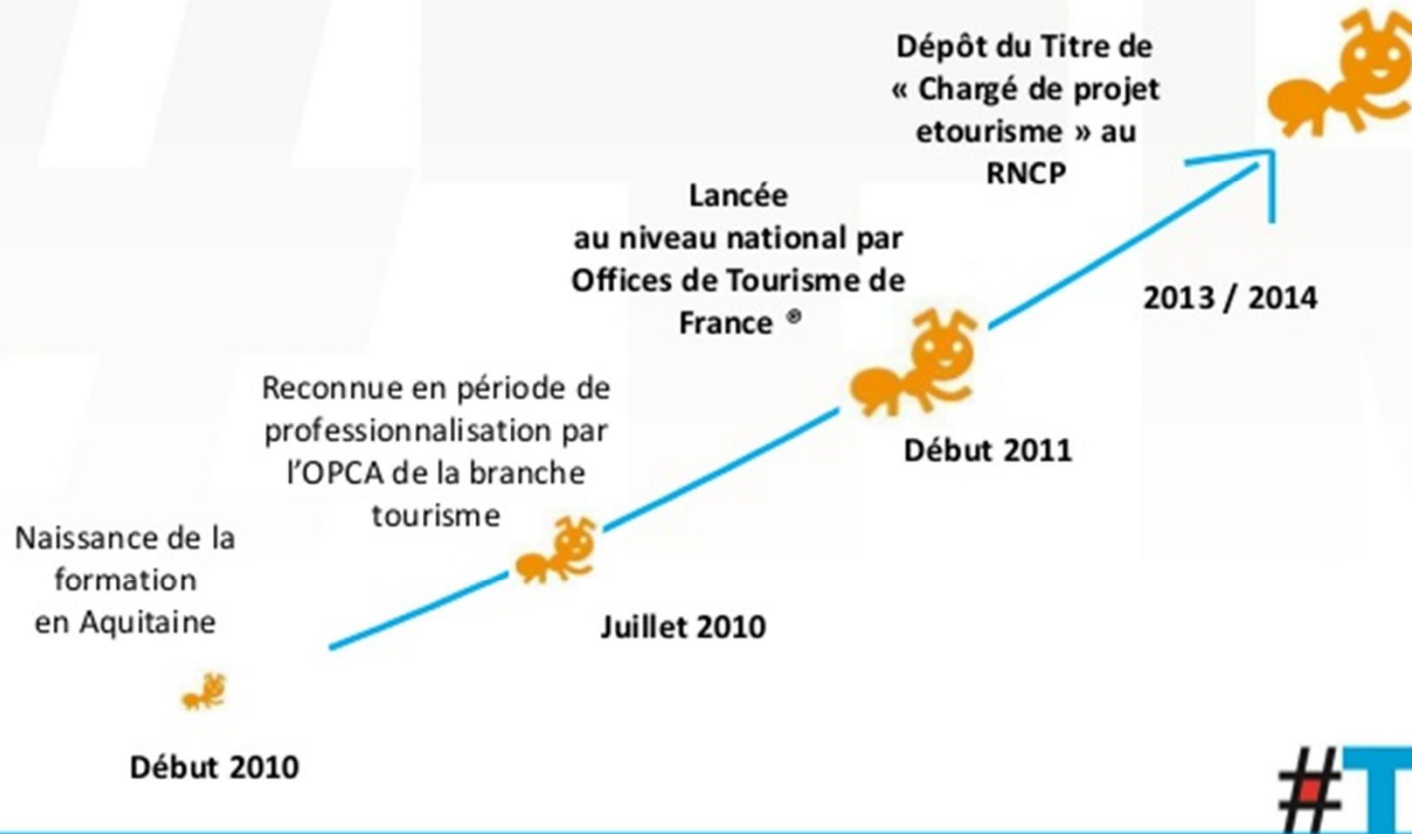 Dépôt du Titre de
« Chargé de projet
etourisme » au
RNCP
Lancée
au niveau national par
Offices de Tourisme de
France ®
2013 / 2014
Reconnue en période de
professionnalisation par
l’OPCA de la branche
tourisme
Début 2011
Naissance de la
formation
en Aquitaine
Juillet 2010
Début 2010
#T